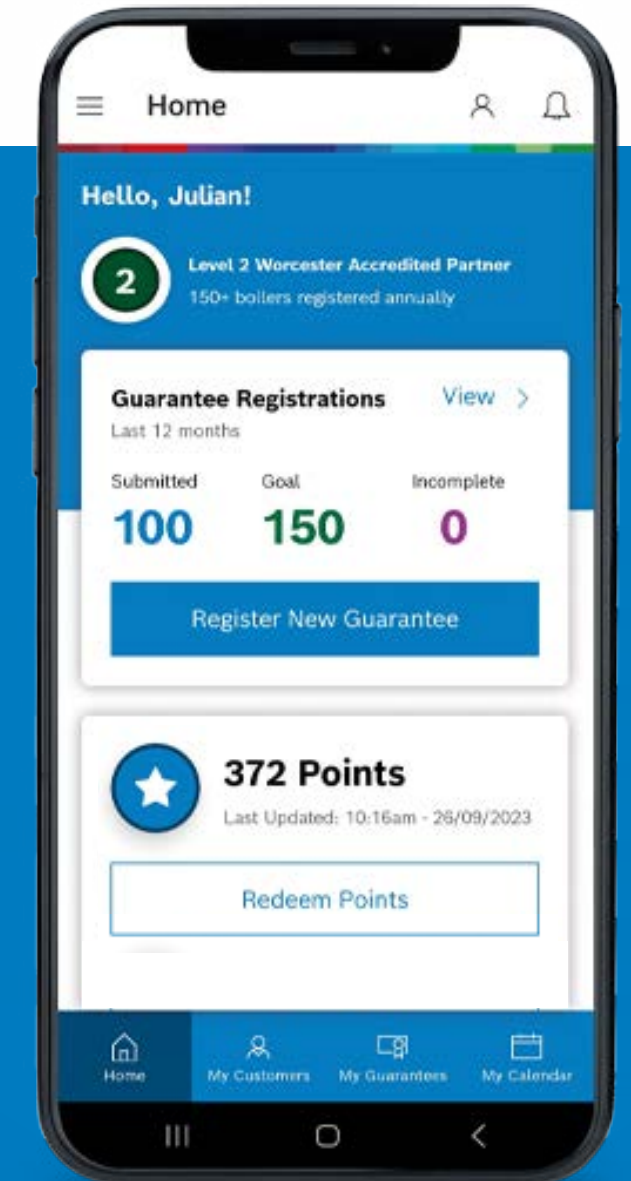 Home
Hello, Julian!
2
Level 2 Worcester Accredited Partner
150+ boilers registered annually
Guarantee Registrations
View >
Last 12 months
Submitted Goal Incomplete
100 150 0
Register New Guarantee
372 Points
Last Updated: 10:16am - 26/09/2023
Redeem Points
Home My Customers My Guarantees My Calendar